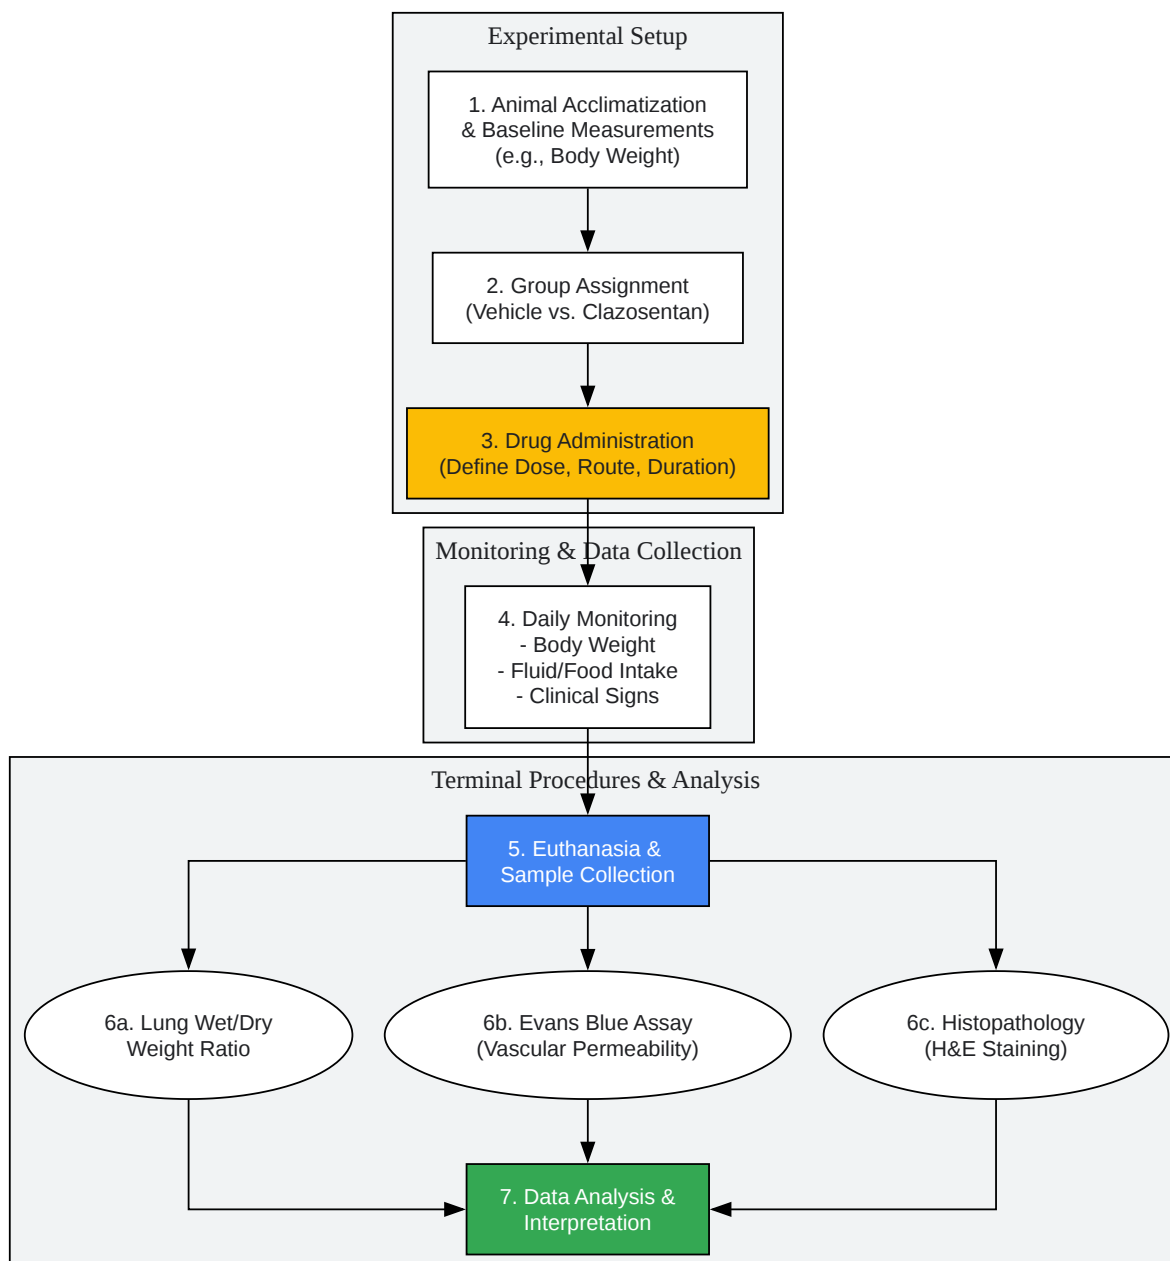 Experimental Setup
1. Animal Acclimatization
& Baseline Measurements
(e.g., Body Weight)
2. Group Assignment
(Vehicle vs. Clazosentan)
3. Drug Administration
(Define Dose, Route, Duration)
Monitoring & Data Collection
4. Daily Monitoring
- Body Weight
- Fluid/Food Intake
- Clinical Signs
Terminal Procedures & Analysis
5. Euthanasia &
Sample Collection
6a. Lung Wet/Dry
Weight Ratio
6b. Evans Blue Assay
(Vascular Permeability)
6c. Histopathology
(H&E Staining)
7. Data Analysis &
Interpretation